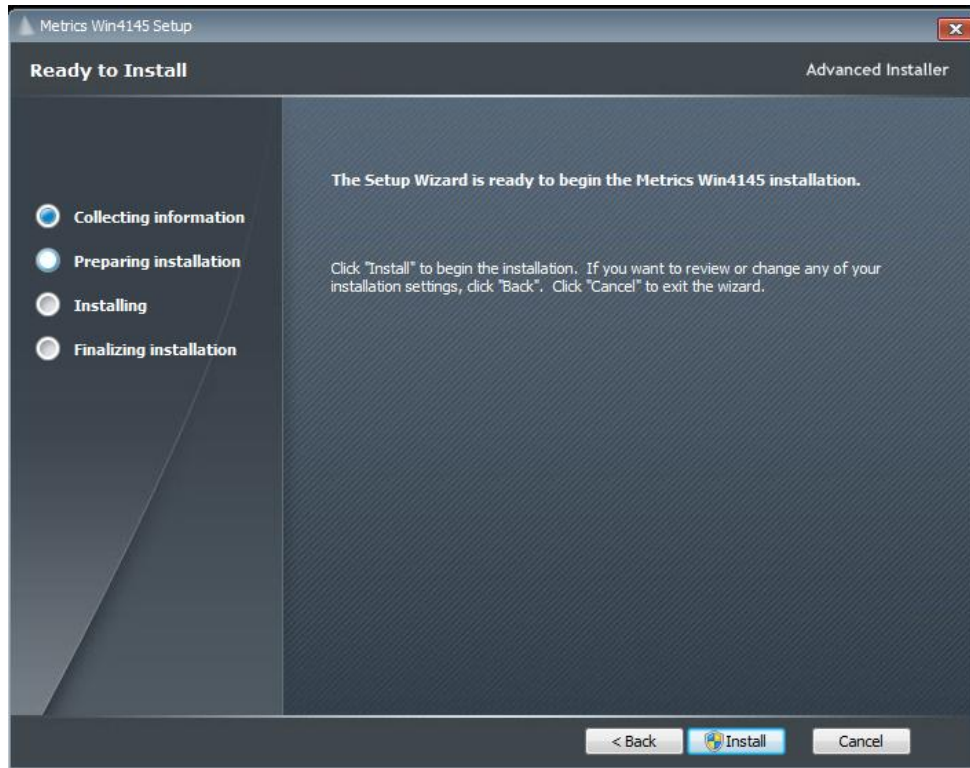 Metrics Win4145 Setup
Ready to Install
Advanced Installer
The Setup Wizard is ready to begin the Metrics Win4145 installation.
Collecting information
Preparing installation
Installing
Finalizing installation
Click "Install" to begin the installation. If you want to review or change any of your
installation settings, click "Back". Click "Cancel" to exit the wizard.
< Back
Install
Cancel